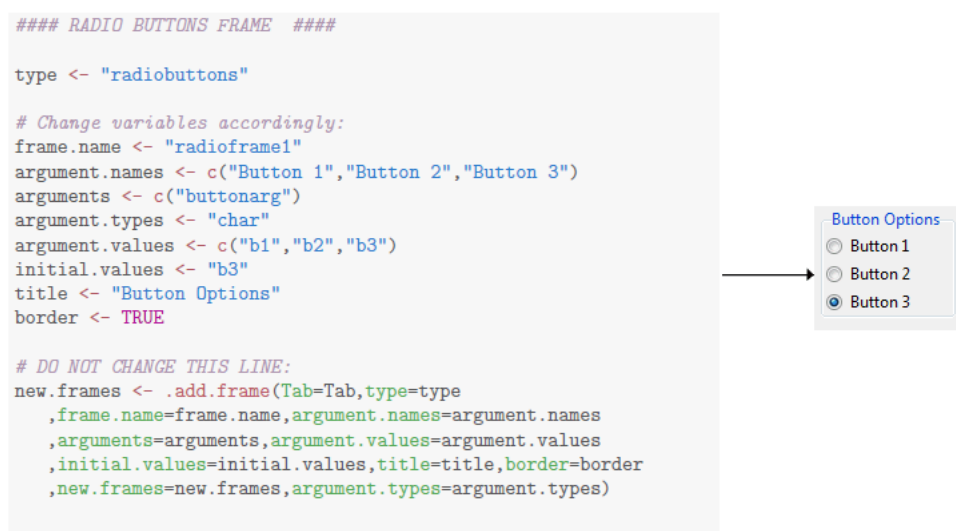 #### RADIO BUTTONS FRAME  ####
type <- "radiobuttons"
# Change variables accordingly:
frame.name <- "radioframe1"
argument.names <- c("Button 1","Button 2","Button 3")
arguments <- c("buttonarg")
argument.types <- "char"
argument.values <- c("b1","b2","b3")
initial.values <- "b3"
title <- "Button Options"
border <- TRUE
# DO NOT CHANGE THIS LINE:
new.frames <- .add.frame(Tab=Tab,type=type
,frame.name=frame.name,argument.names=argument.names
,arguments=arguments,argument.values=argument.values
,initial.values=initial.values,title=title,border=border
,new.frames=new.frames,argument.types=argument.types)
Button Options
Button 1
Button 2
Button 3